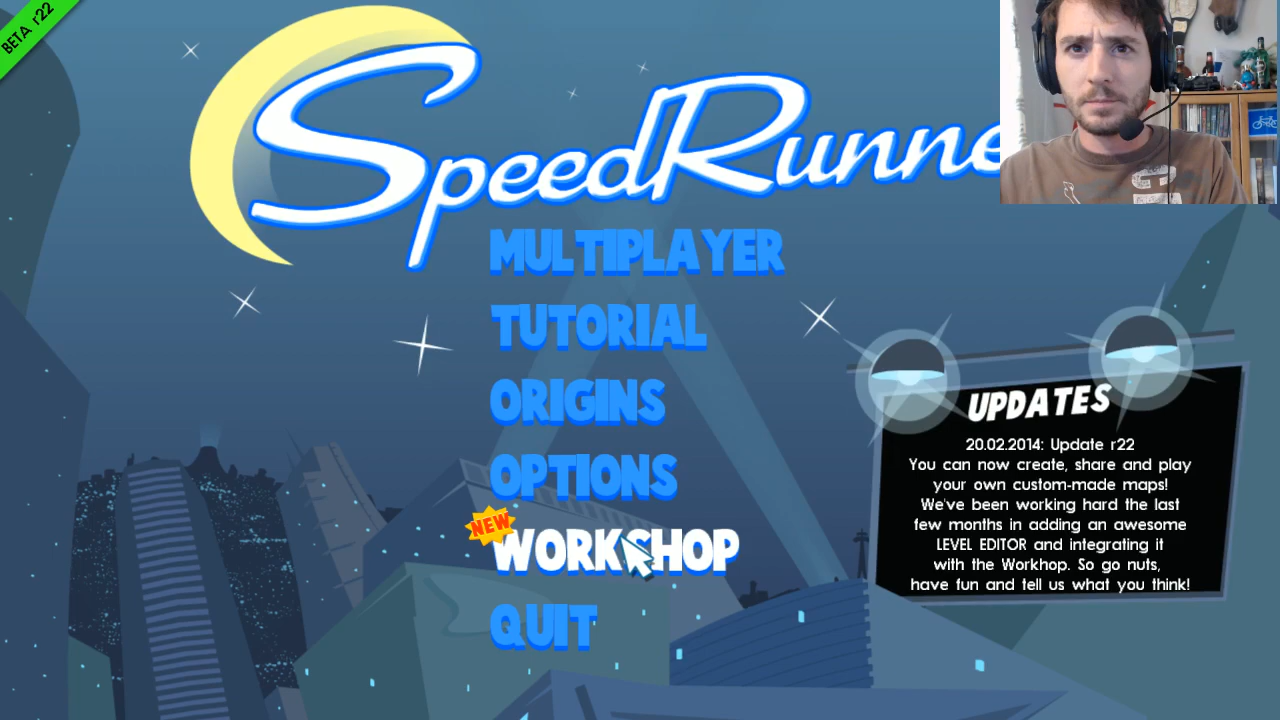 BETA r22
SpeedRunne
MULTIPLAYER
TUTORIAL
ORIGINS
OPTIONS
NEW
WORKSHOP
QUIT
UPDATES
20.02.2014: Update r22
You can now create, share and play
your own custom-made maps!
We've been working hard the last
few months in adding an awesome
LEVEL EDITOR and integrating it
with the Workhop. So go nuts,
have fun and tell us what you think!